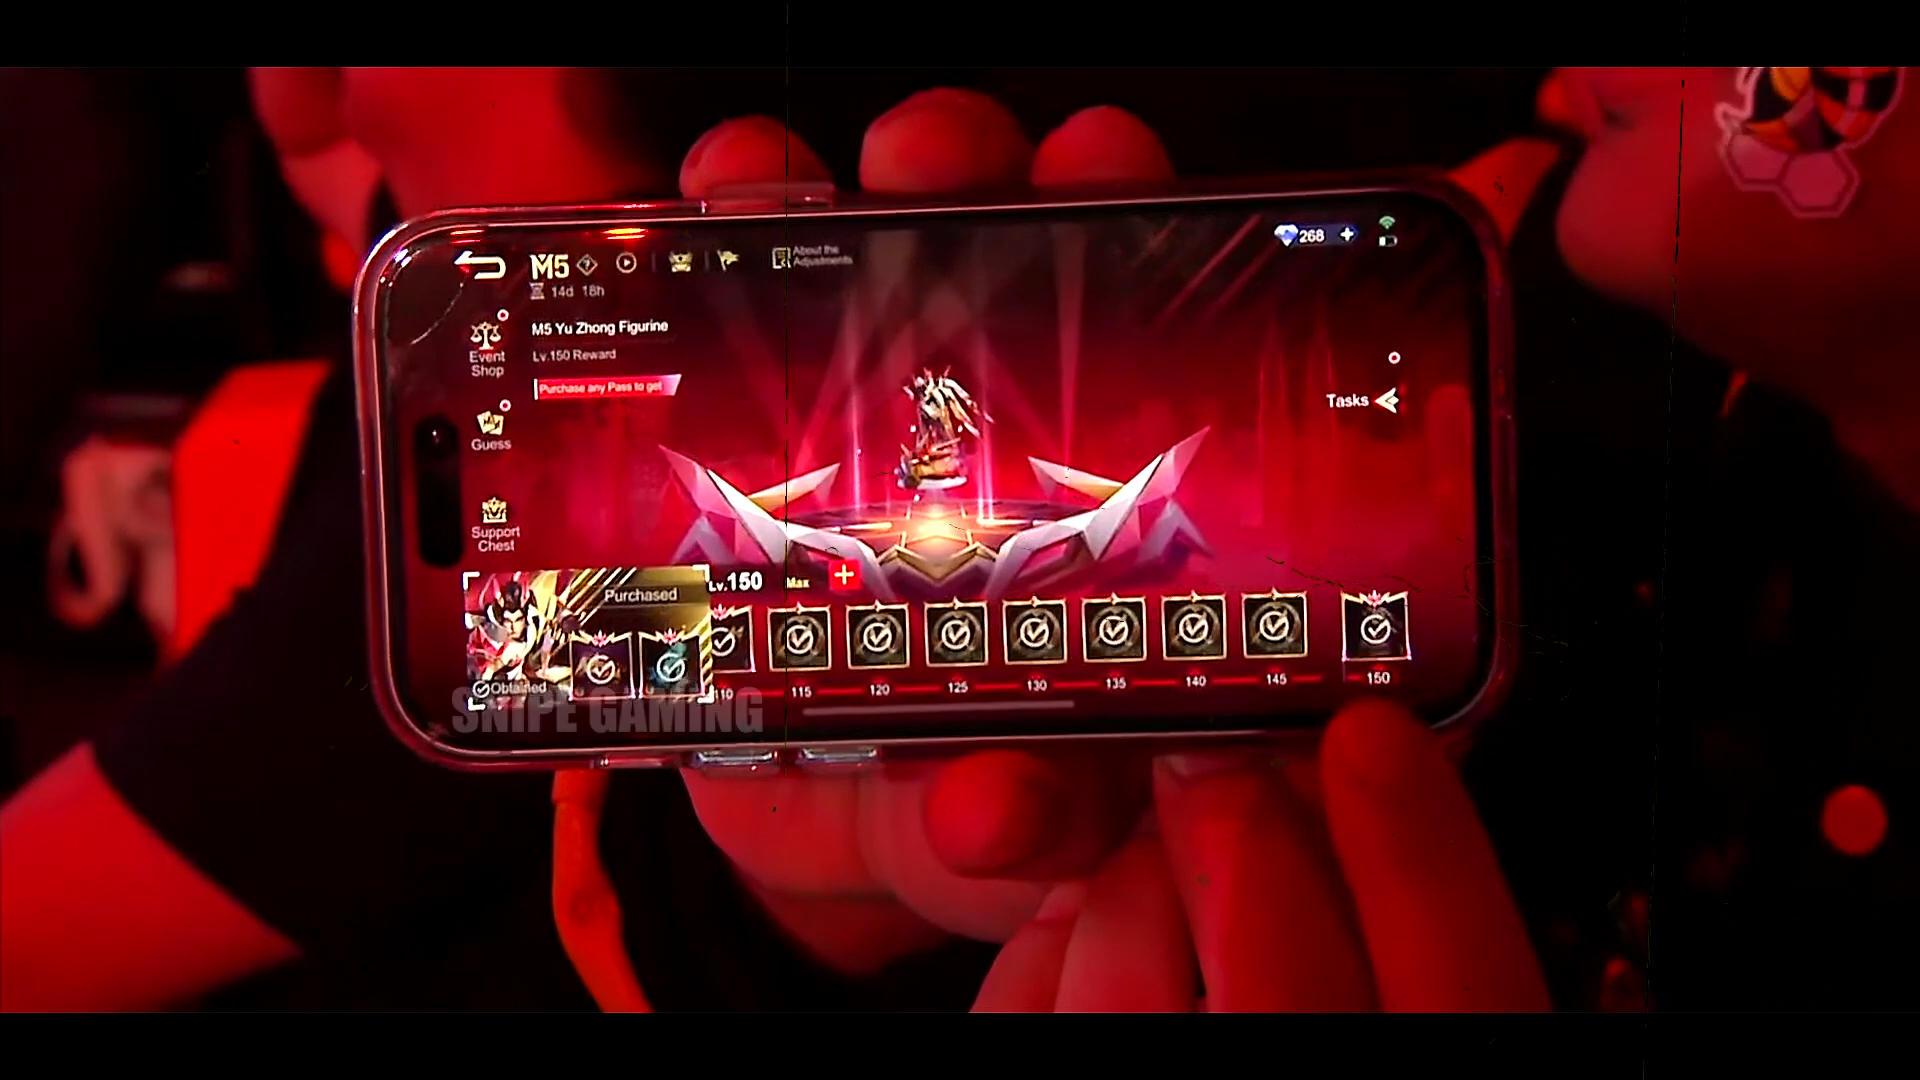 M5
About the
Adjustments
268
14d 18h
M5 Yu Zhong Figurine
Lv.150 Reward
Purchase any Pass to get
Event
Shop
Guess
Support
Chest
Tasks
Purchased
Obtained
Lv.150 Max
110 115 120 125 130 135 140 145 150
SNIPE GAMING